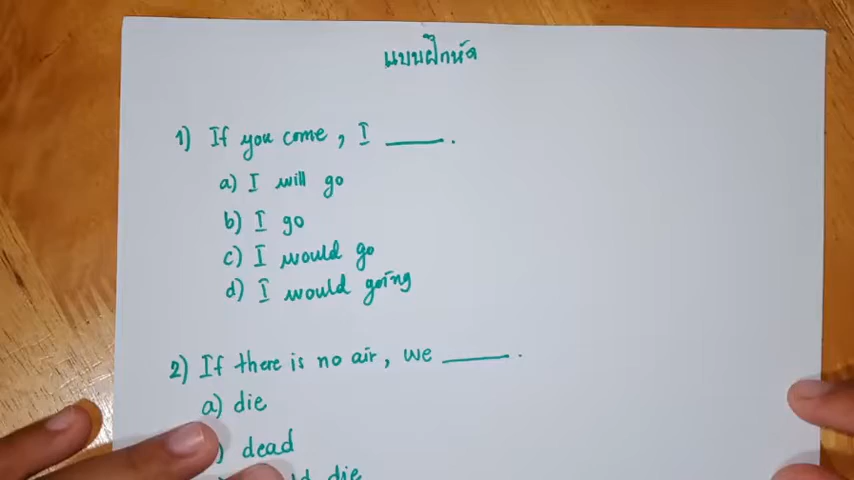 แบบฝึกหัด
1) If you come, I ____.
a) I will go
b) I go
c) I would go
d) I would going
2) If there is no air, we ____.
a) die
) dead
die